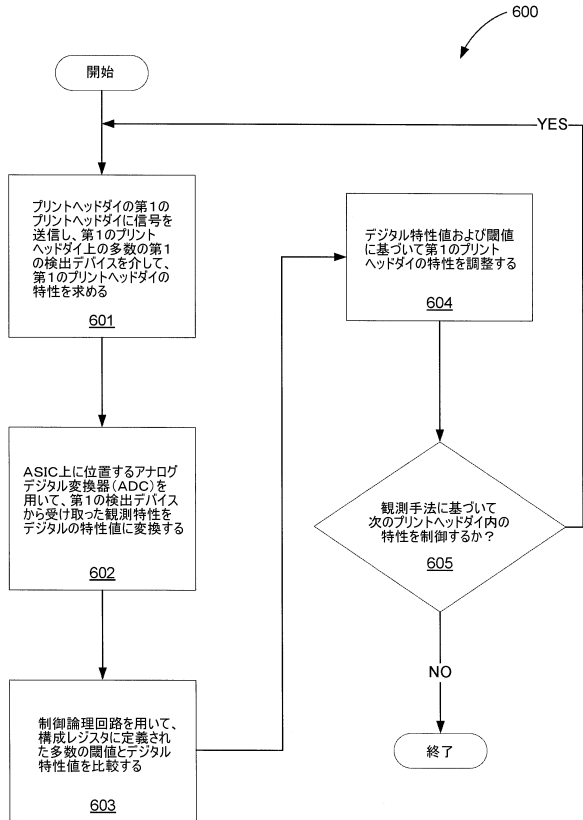 600
開始
YES
プリントヘッドダイの第1の
プリントヘッドダイに信号を
送信し、第1のプリント
ヘッドダイ上の多数の第1
の検出デバイスを介して、
第1のプリントヘッドダイの
特性を求める
601
ASIC上に位置するアナログ
デジタル変換器(ADC)を
用いて、第1の検出デバイス
から受け取った観測特性を
デジタルの特性値に変換する
602
制御論理回路を用いて、
構成レジスタに定義され
た多数の閾値とデジタル
特性値を比較する
603
デジタル特性値および閾値
に基づいて第1のプリント
ヘッドダイの特性を調整する
604
観測手法に基づいて
次のプリントヘッドダイ内の
特性を制御するか?
605
NO
終了